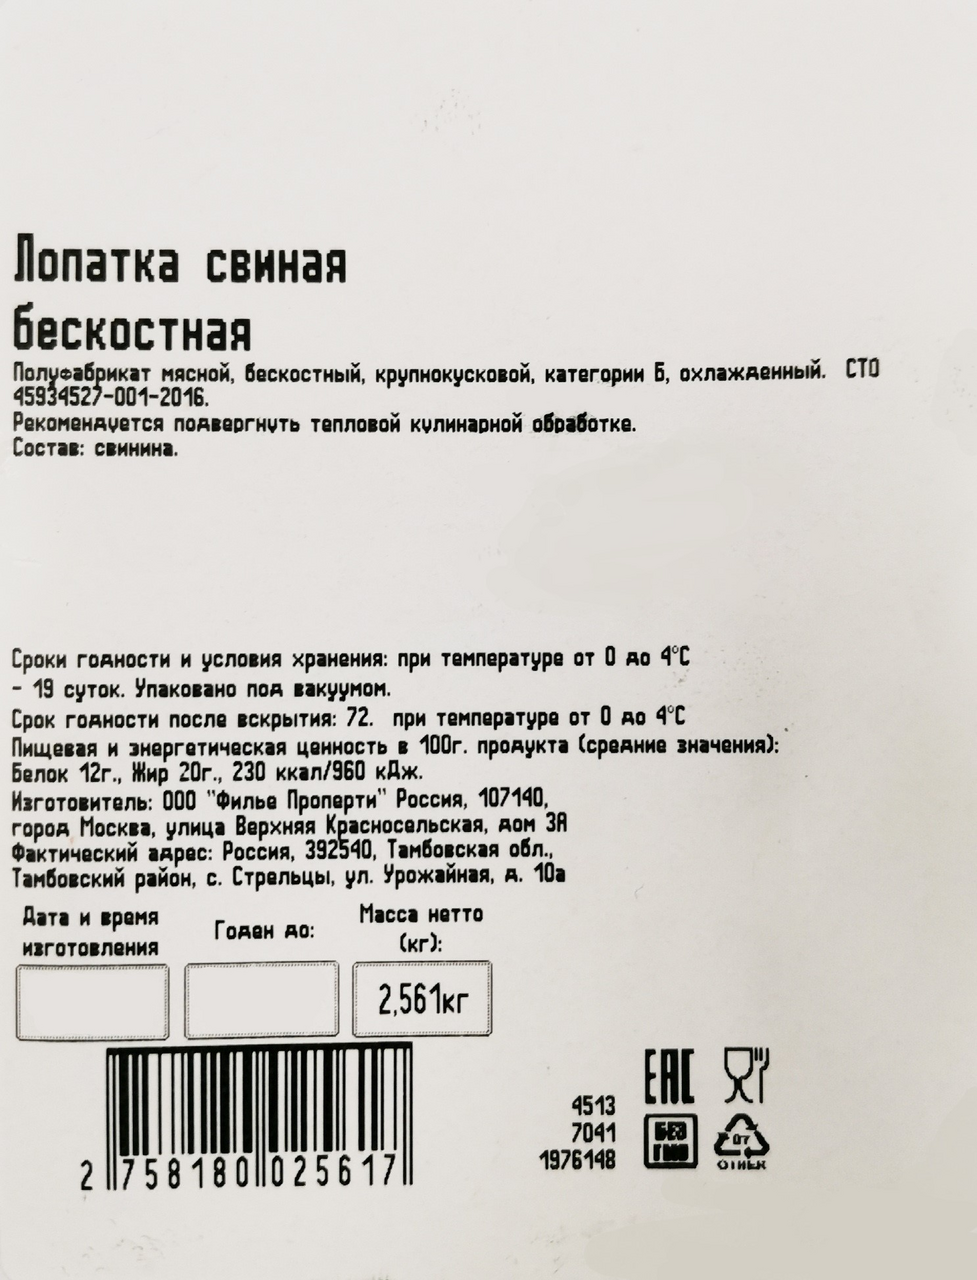 Лопатка свиная
бескостная
Полуфабрикат мясной, бескостный, крупнокусковой, категории Б, охлажденный. СТО
45934527-001-2016.
Рекомендуется подвергнуть тепловой кулинарной обработке.
Состав: свинина.
Сроки годности и условия хранения: при температуре от 0 до 4°С
- 19 суток. Упаковано под вакуумом.
Срок годности после вскрытия: 72. при температуре от 0 до 4°С
Пищевая и энергетическая ценность в 100г. продукта (средние значения):
Белок 12г., Жир 20г., 230 ккал/960 кДж.
Изготовитель: ООО "Филье Проперти" Россия, 107140,
город Москва, улица Верхняя Красносельская, дом 3А
Фактический адрес: Россия, 392540, Тамбовская обл.,
Тамбовский район, с. Стрельцы, ул. Урожайная, д. 10а
Дата и время
изготовления
Годен до:
Масса нетто
(кг):
2,561кг
2 758180 025617
4513
7041
1976148
ЕАС
БЕЗ
ГМО
07
OTHER